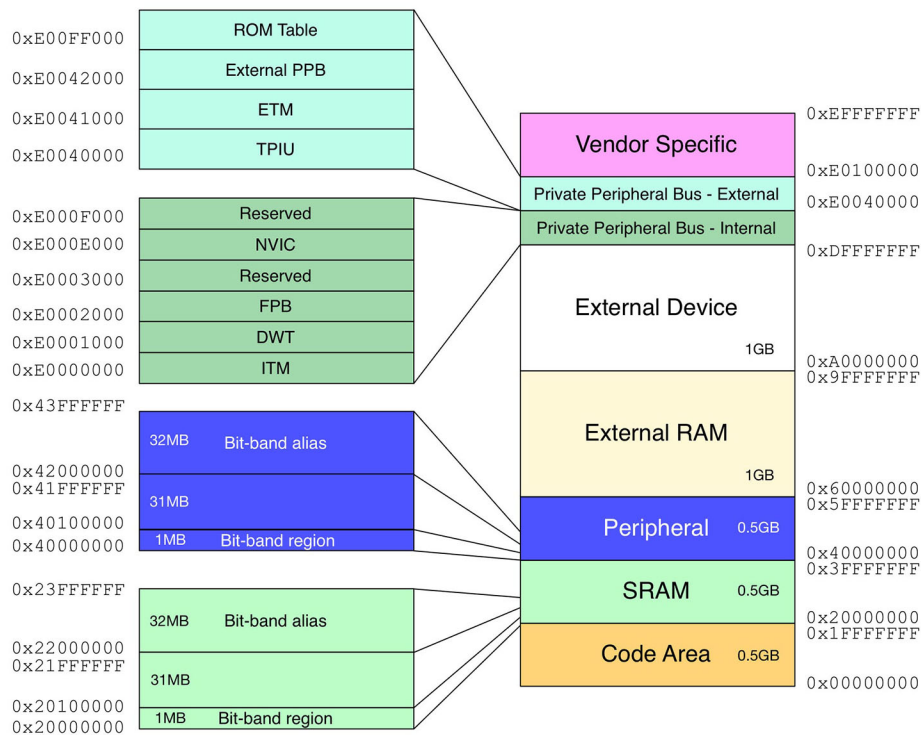 0xE00FF000
ROM Table
0xE0042000
External PPB
0xE0041000
ETM
0xE0040000
TPIU
0xE000F000
Reserved
0xE000E000
NVIC
0xE0003000
Reserved
0xE0002000
FPB
0xE0001000
DWT
0xE0000000
ITM
0x43FFFFFF
32MB Bit-band alias
0x42000000
0x41FFFFFF
31MB
0x40100000
1MB Bit-band region
0x40000000
0x23FFFFFF
32MB Bit-band alias
0x22000000
0x21FFFFFF
31MB
0x20100000
1MB Bit-band region
0x20000000
0xEFFFFFFF
Vendor Specific
0xE0100000
Private Peripheral Bus - External
0xE0040000
Private Peripheral Bus - Internal
0xDFFFFFFF
External Device
1GB
0xA0000000
0x9FFFFFFF
External RAM
1GB
0x60000000
0x5FFFFFFF
Peripheral 0.5GB
0x40000000
0x3FFFFFFF
SRAM 0.5GB
0x20000000
0x1FFFFFFF
Code Area 0.5GB
0x00000000